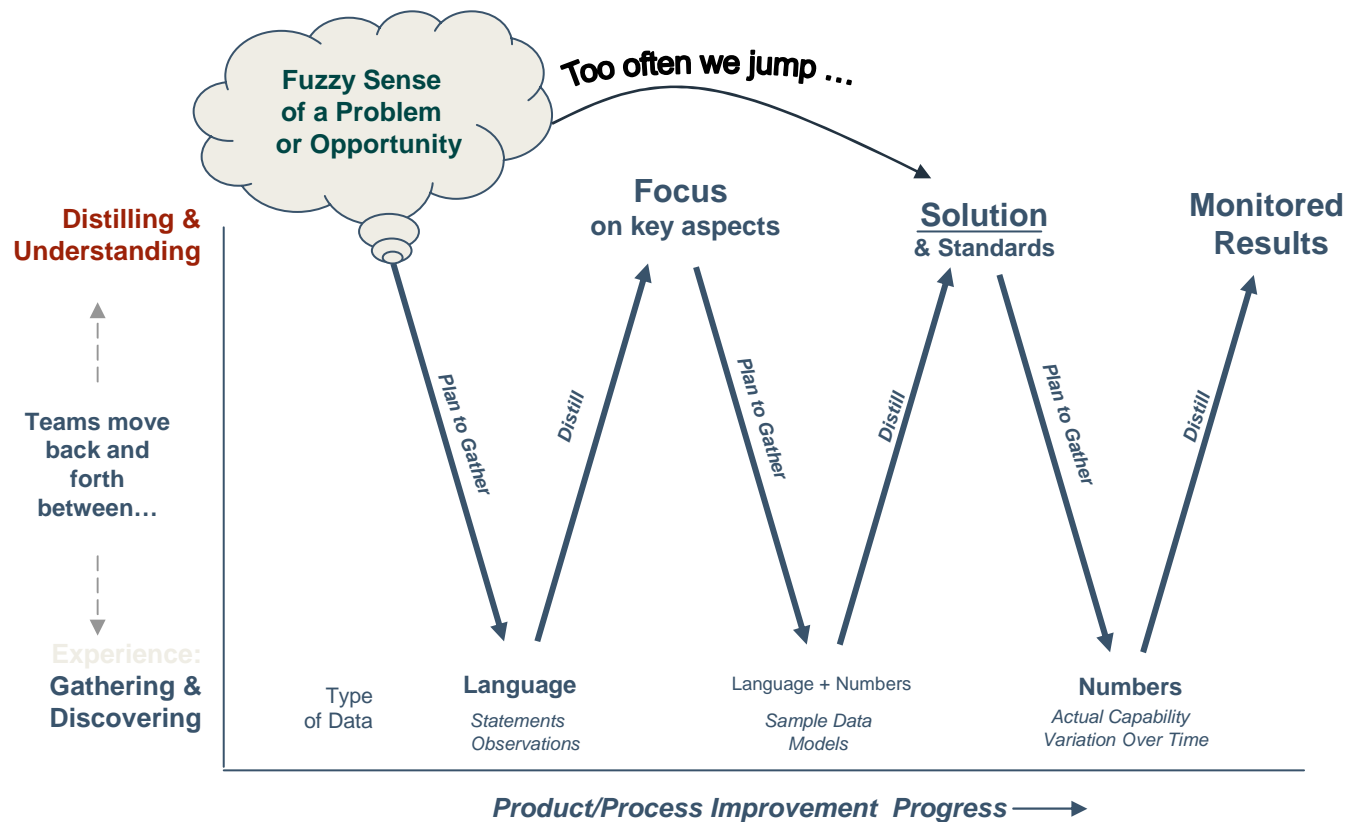 Fuzzy Sense
of a Problem
or Opportunity
Too often we jump ...
Focus
on key aspects
Solution
& Standards
Monitored
Results
Distilling &
Understanding
Teams move
back and
forth
between…
Experience:
Gathering &
Discovering
Plan to Gather
Distill
Plan to Gather
Distill
Plan to Gather
Distill
Type
of Data
Language
Statements
Observations
Language + Numbers
Sample Data
Models
Numbers
Actual Capability
Variation Over Time
Product/Process Improvement Progress